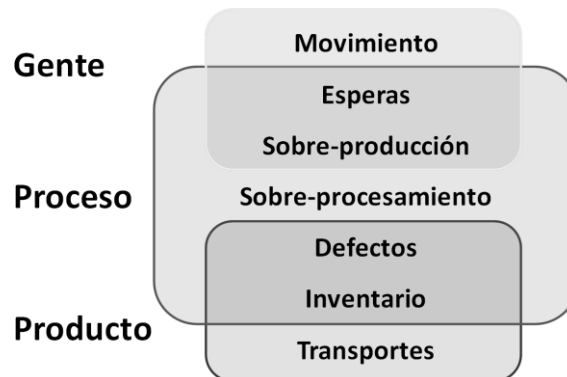 Gente
Movimiento
Esperas
Sobre-producción
Proceso
Sobre-procesamiento
Defectos
Inventario
Producto
Transportes